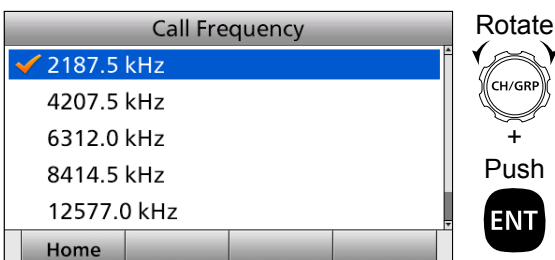 Call Frequency
2187.5 kHz
4207.5 kHz
6312.0 kHz
8414.5 kHz
12577.0 kHz
Home
Rotate
CH/GRP
+
Push
ENT